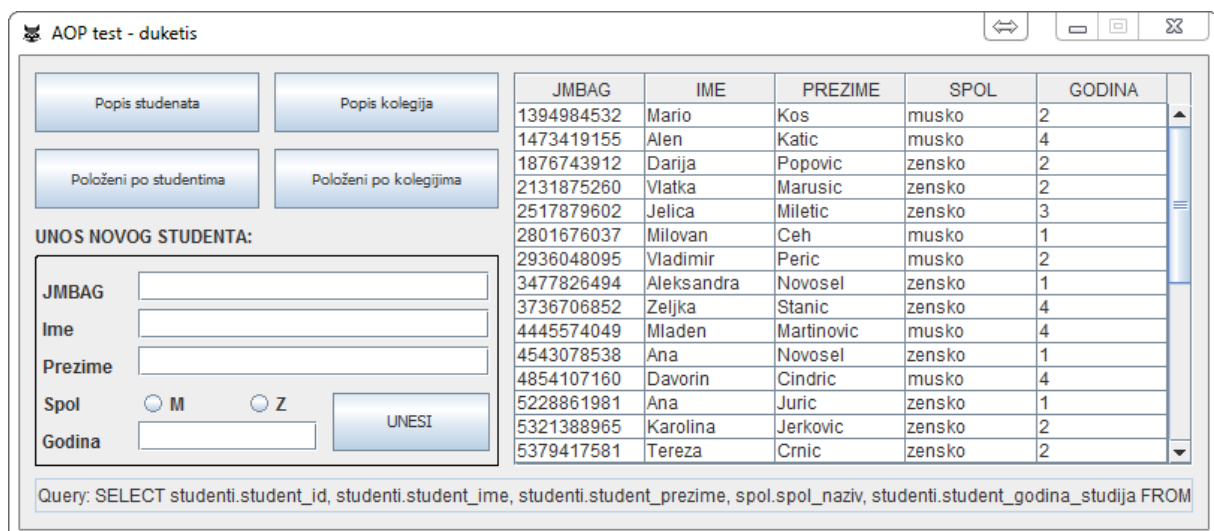 AOP test - duketis
Popis studenata
Popis kolegija
Položeni po studentima
Položeni po kolegijima
UNOS NOVOG STUDENTA:
JMBAG
Ime
Prezime
Spol M Z
Godina
UNESI
JMBAG IME PREZIME SPOL GODINA
1394984532 Mario Kos musko 2
1473419155 Alen Katic musko 4
1876743912 Darija Popovic zensko 2
2131875260 Vlatka Marusic zensko 2
2517879602 Jelica Miletic zensko 3
2801676037 Milovan Ceh musko 1
2936048095 Vladimir Peric musko 2
3477826494 Aleksandra Novosel zensko 1
3736706852 Zeljka Stanic zensko 4
4445574049 Mladen Martinovic musko 4
4543078538 Ana Novosel zensko 1
4854107160 Davorin Cindric musko 4
5228861981 Ana Juric zensko 1
5321388965 Karolina Jerkovic zensko 2
5379417581 Tereza Crnic zensko 2
Query: SELECT studenti.student_id, studenti.student_ime, studenti.student_prezime, spol.spol_naziv, studenti.student_godina_studija FROM